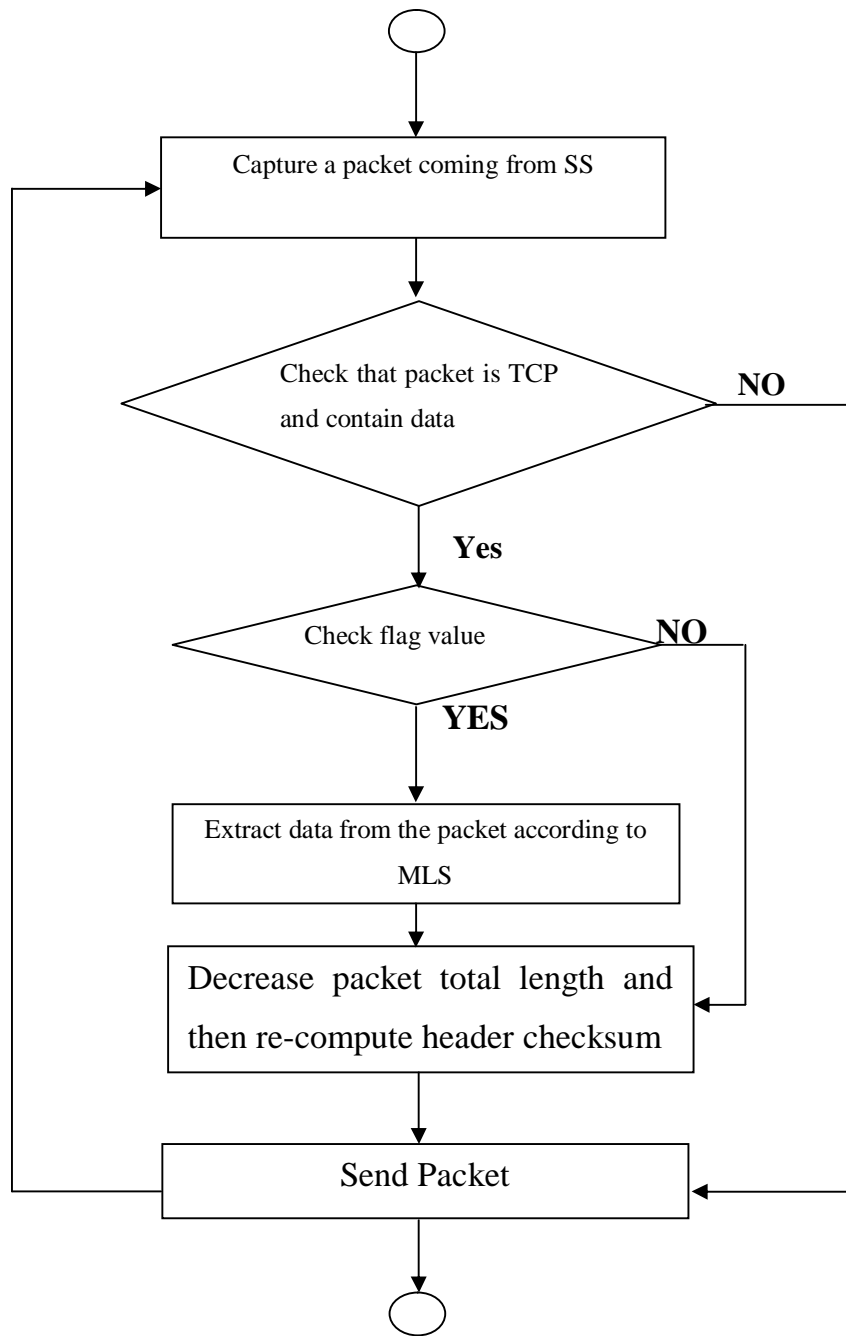 Capture a packet coming from SS
Check that packet is TCP
and contain data
NO
Yes
Check flag value
NO
YES
Extract data from the packet according to
MLS
Decrease packet total length and
then re-compute header checksum
Send Packet